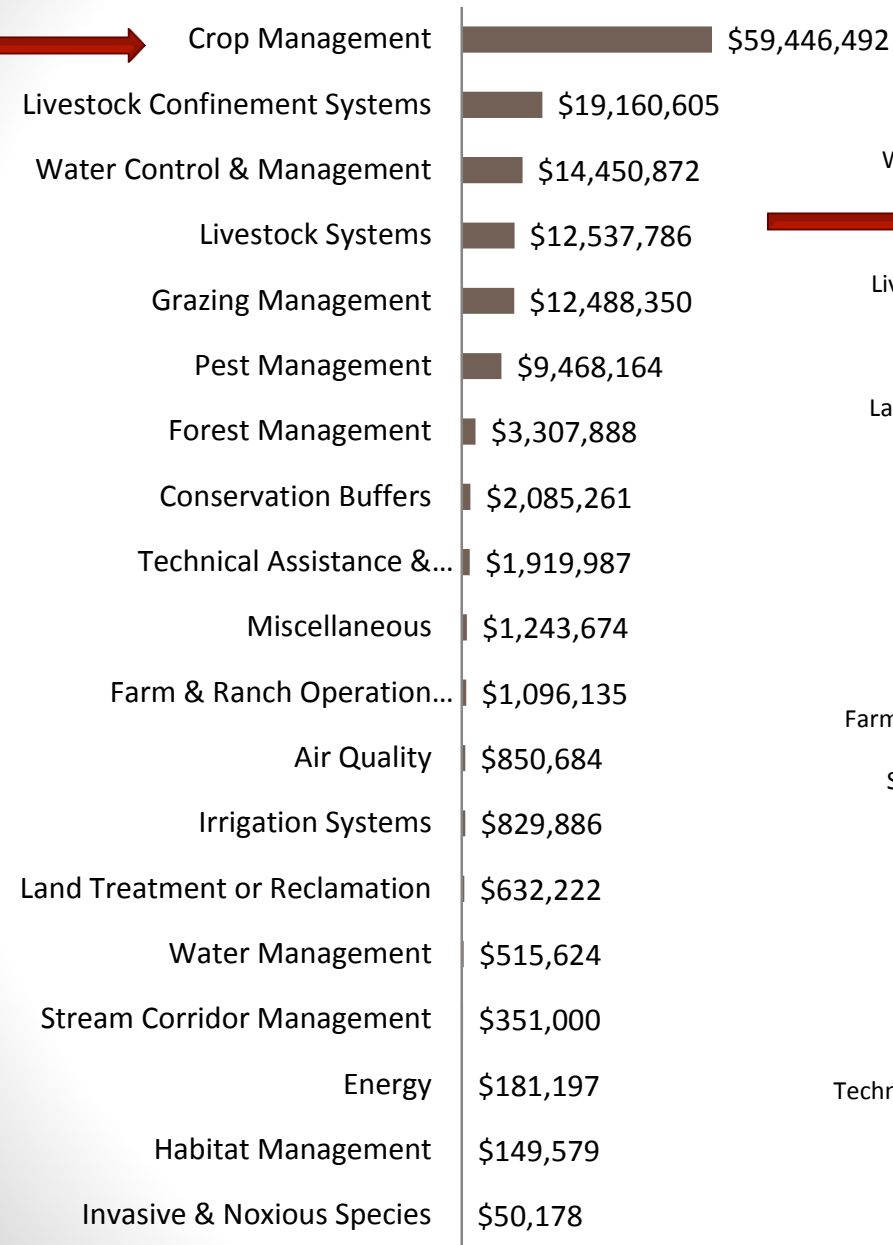 Crop Management $59,446,492
Livestock Confinement Systems $19,160,605
Water Control & Management $14,450,872
W
Livestock Systems $12,537,786
Liv
Grazing Management $12,488,350
Pest Management $9,468,164
La
Forest Management $3,307,888
Conservation Buffers $2,085,261
Technical Assistance &... $1,919,987
Miscellaneous $1,243,674
Farm & Ranch Operation... $1,096,135
Farm
Air Quality $850,684
S
Irrigation Systems $829,886
Land Treatment or Reclamation $632,222
Water Management $515,624
Stream Corridor Management $351,000
Energy $181,197
Techn
Habitat Management $149,579
Invasive & Noxious Species $50,178